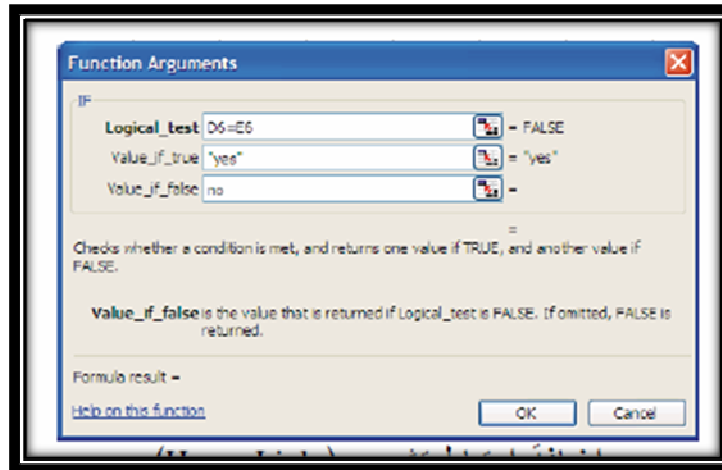 Function Arguments
IF
Logical_test D6=E6 = FALSE
Value_if_true "yes" = "yes"
Value_if_false no =
=
Checks whether a condition is met, and returns one value if TRUE, and another value if
FALSE.
Value_if_false is the value that is returned if Logical_test is FALSE. If omitted, FALSE is
returned.
Formula result =
Help on this function
OK Cancel